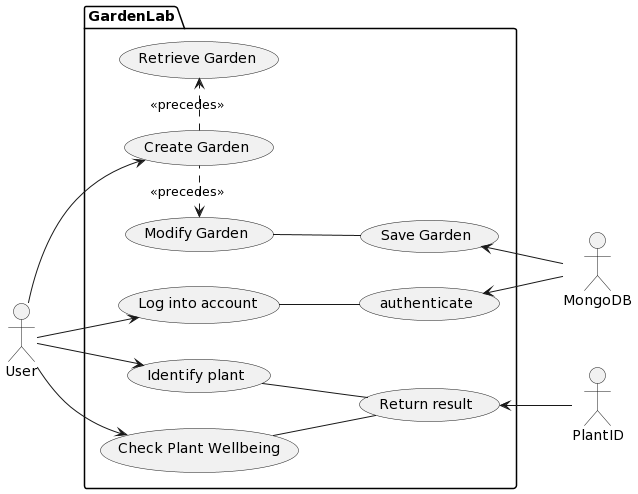 GardenLab
Retrieve Garden
«precedes»
Create Garden
«precedes»
Modify Garden
Save Garden
Log into account
authenticate
MongoDB
User
Identify plant
Return result
PlantID
Check Plant Wellbeing